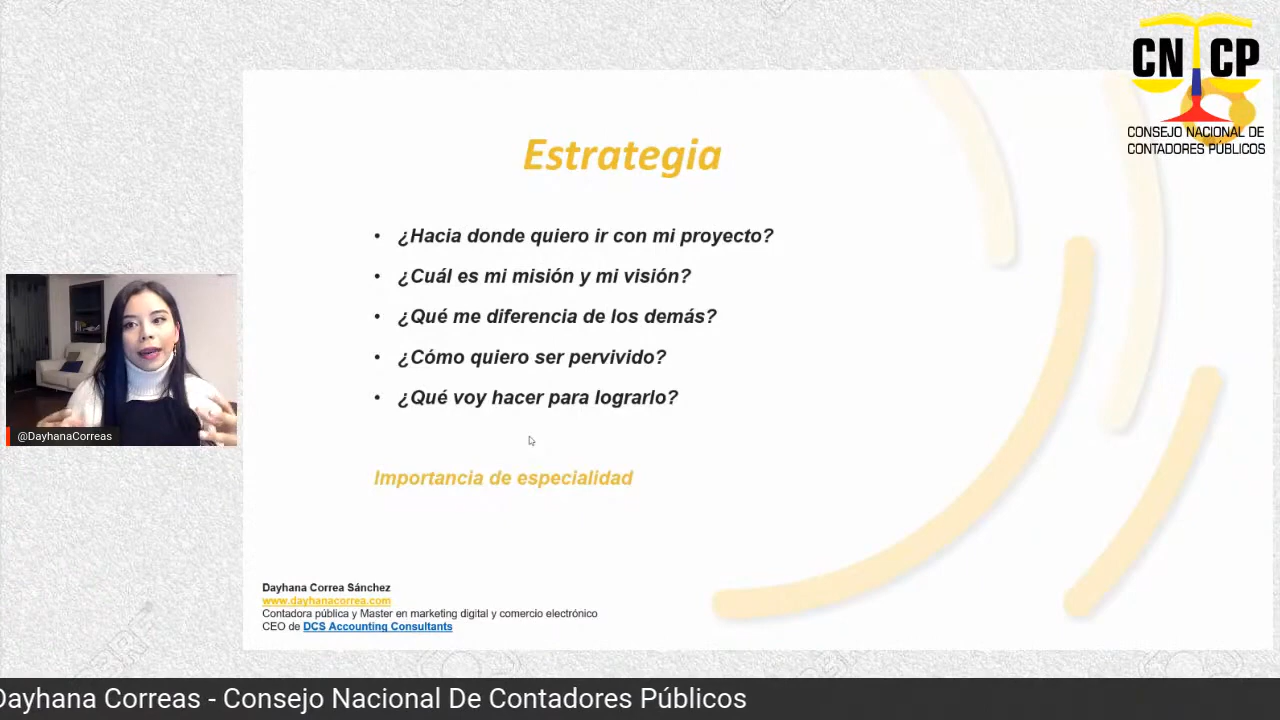 CN CP
CONSEJO NACIONAL DE
CONTADORES PÚBLICOS
Estrategia
• ¿Hacia donde quiero ir con mi proyecto?
• ¿Cuál es mi misión y mi visión?
• ¿Qué me diferencia de los demás?
• ¿Cómo quiero ser pervivido?
• ¿Qué voy hacer para lograrlo?
Importancia de especialidad
@DayhanaCorreas
Dayhana Correa Sánchez
www.dayhanacorrea.com
Contadora pública y Master en marketing digital y comercio electrónico
CEO de DCS Accounting Consultants
Dayhana Correas - Consejo Nacional De Contadores Públicos